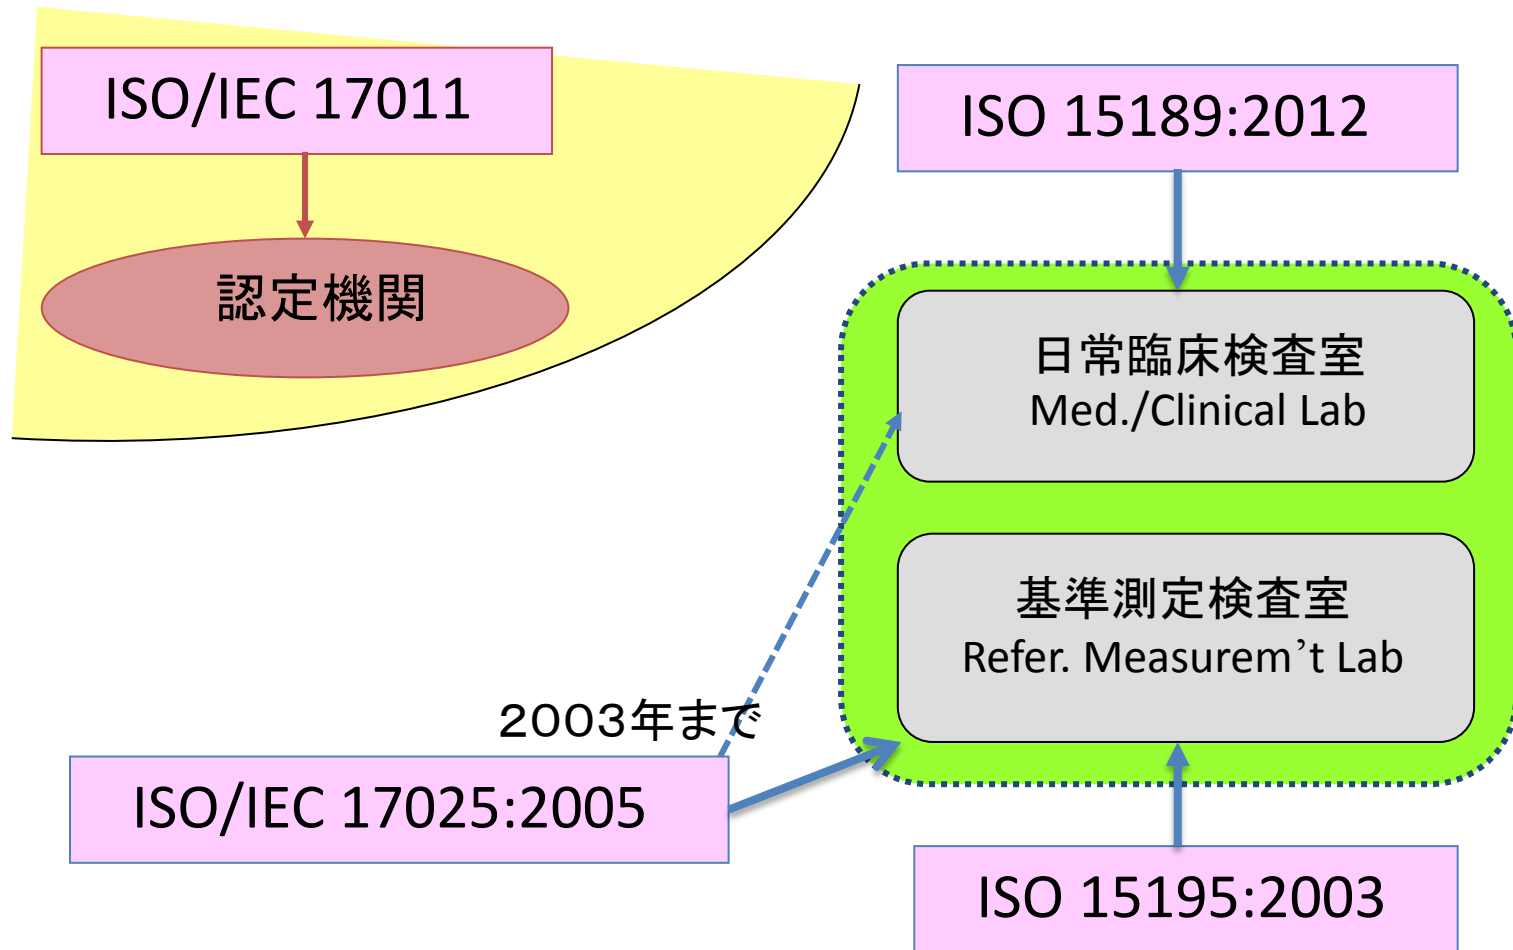 ISO/IEC 17011
認定機関
ISO 15189:2012
日常臨床検査室
Med./Clinical Lab
基準測定検査室
Refer. Measurem’t Lab
２００３年まで
ISO/IEC 17025:2005
ISO 15195:2003